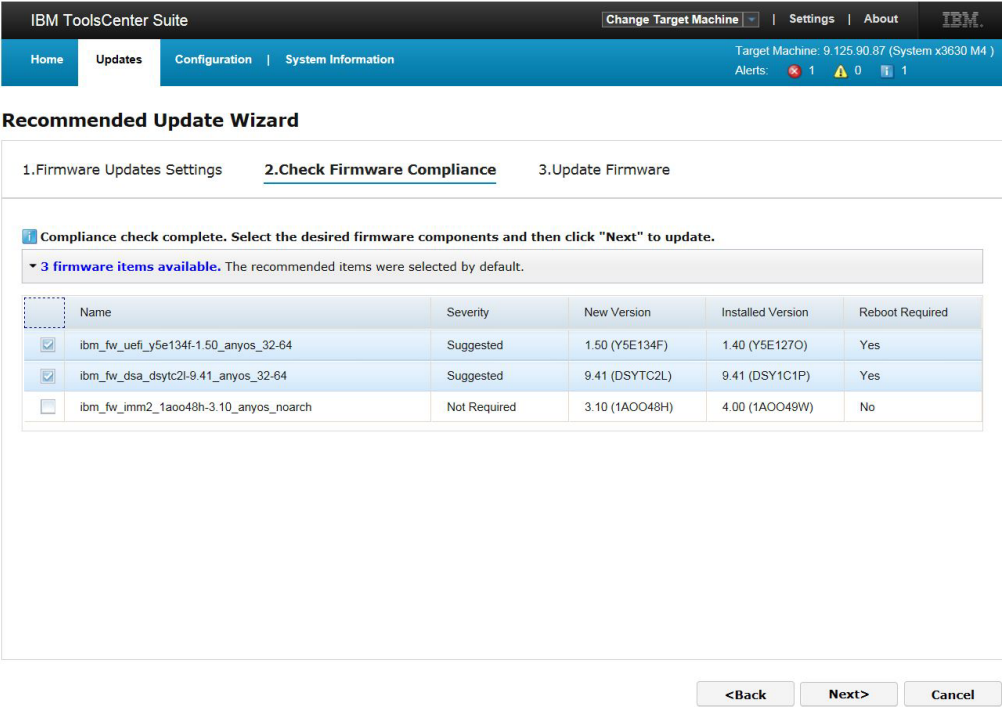 IBM ToolsCenter Suite Change Target Machine | Settings | About IBM.
Home Updates Configuration | System Information Target Machine: 9.125.90.87 (System x3630 M4 )
Alerts: 1 0 1
Recommended Update Wizard
1.Firmware Updates Settings 2.Check Firmware Compliance 3.Update Firmware
Compliance check complete. Select the desired firmware components and then click "Next" to update.
3 firmware items available. The recommended items were selected by default.
Name Severity New Version Installed Version Reboot Required
ibm_fw_uefi_y5e134f-1.50_anyos_32-64 Suggested 1.50 (Y5E134F) 1.40 (Y5E127O) Yes
ibm_fw_dsa_dsytc2l-9.41_anyos_32-64 Suggested 9.41 (DSYTC2L) 9.41 (DSY1C1P) Yes
ibm_fw_imm2_1aoo48h-3.10_anyos_noarch Not Required 3.10 (1AOO48H) 4.00 (1AOO49W) No
<Back Next> Cancel